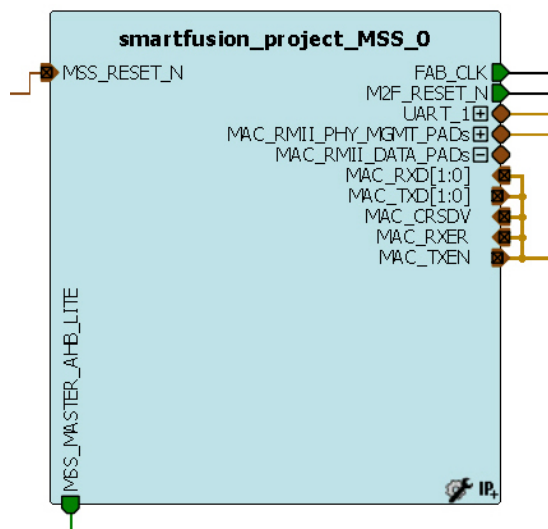 smartfusion_project_MSS_0
MSS_RESET_N
FAB_CLK
M2F_RESET_N
UART_1
MAC_RMII_PHY_MGMT_PADs
MAC_RMII_DATA_PADs
MAC_RXD[1:0]
MAC_TXD[1:0]
MAC_CRSDV
MAC_RXER
MAC_TXEN
MSS_MASTER_AHB_LITE
IP+